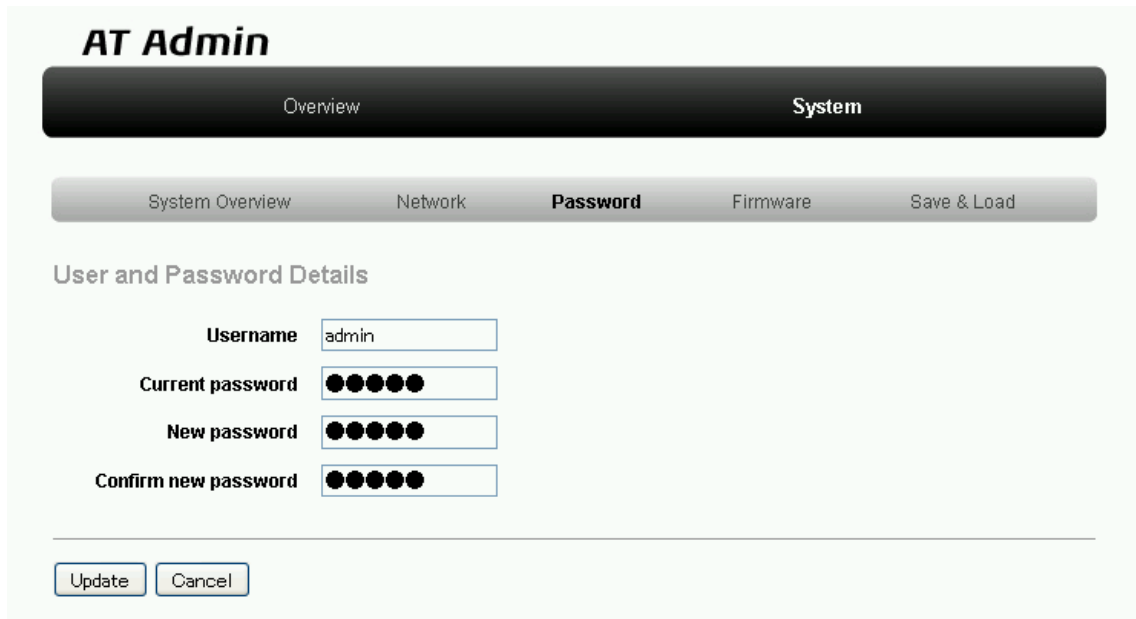 AT Admin
Overview System
System Overview Network Password Firmware Save & Load
User and Password Details
Username admin
Current password ●●●●●
New password ●●●●●
Confirm new password ●●●●●
Update Cancel